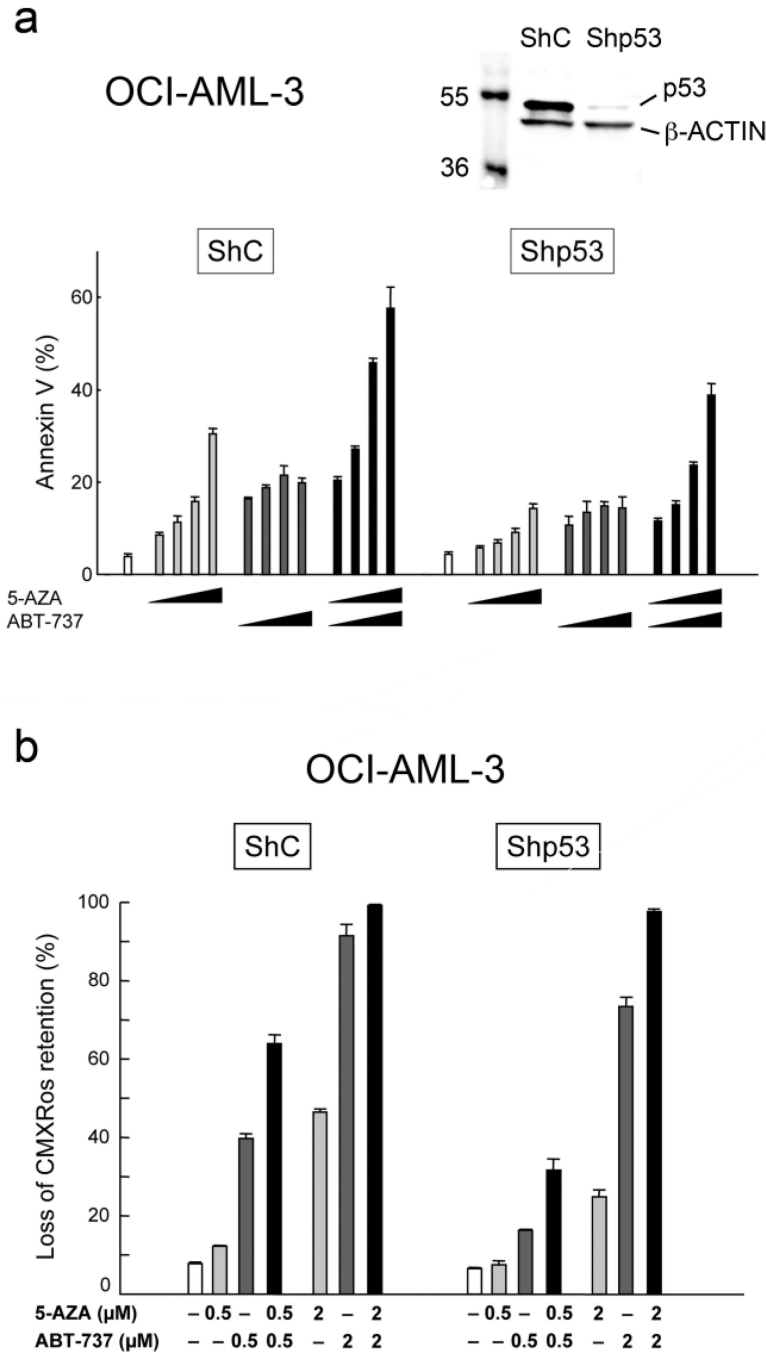 a
OCI-AML-3
ShC Shp53
55
p53
β-ACTIN
36
ShC
Shp53
Annexin V (%)
60
40
20
0
5-AZA
ABT-737
b
OCI-AML-3
ShC
Shp53
Loss of CMXRos retention (%)
100
80
60
40
20
0
5-AZA (μM) – 0.5 – 0.5 2 – 2 – 0.5 – 0.5 2 – 2
ABT-737 (μM) – – 0.5 0.5 – 2 2 – – 0.5 0.5 – 2 2